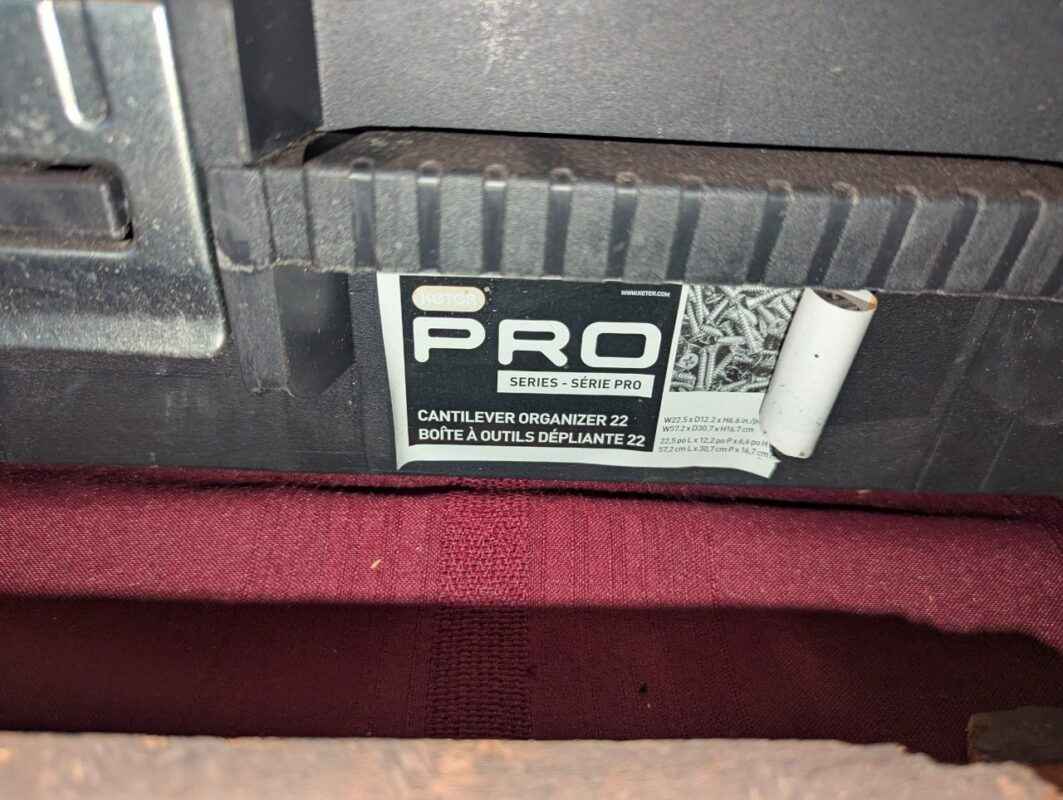 KETER
WWW.KETER.COM
PRO
SERIES - SÉRIE PRO
CANTILEVER ORGANIZER 22
BOÎTE À OUTILS DÉPLIANTE 22
W22.5 x D12.2 x H6.6 in./
W57.2 x D30.7 x H16.7 cm
22,5 po L x 12,2 po P x 6,6 po H
57,2 cm L x 30,7 cm P x 16,7 cm